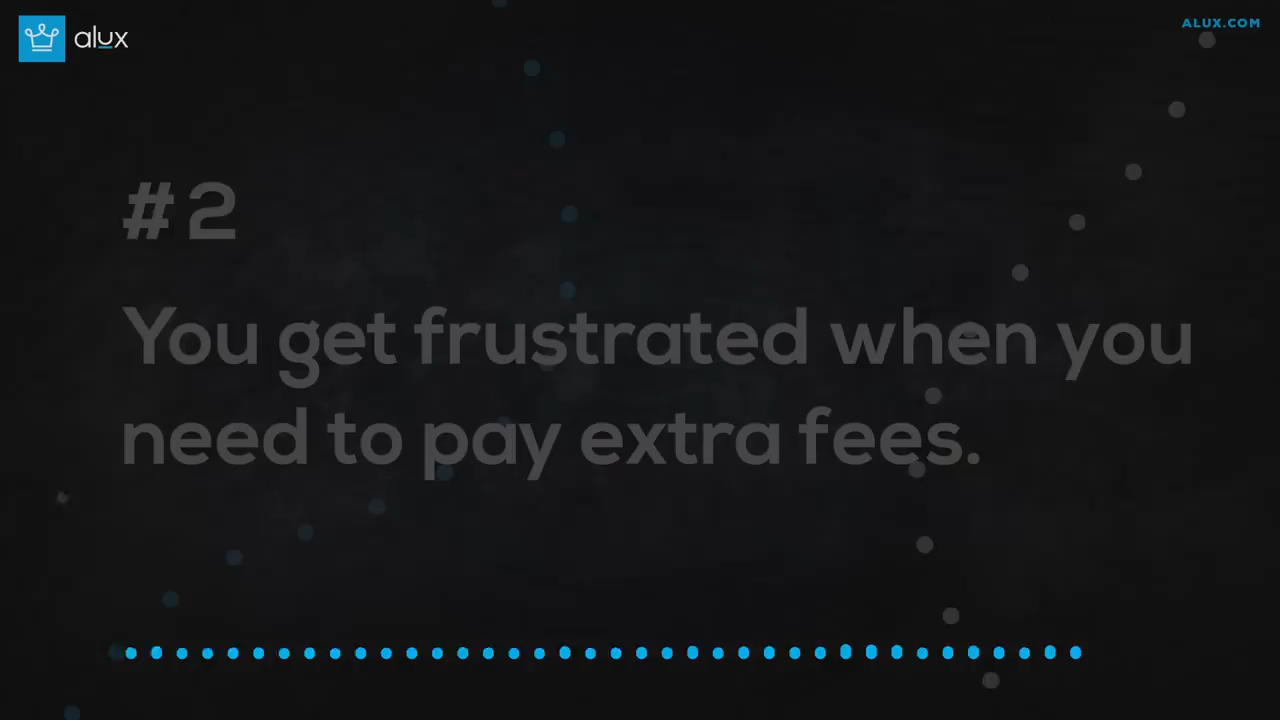 alux
ALUX.COM
#2
You get frustrated when you
need to pay extra fees.